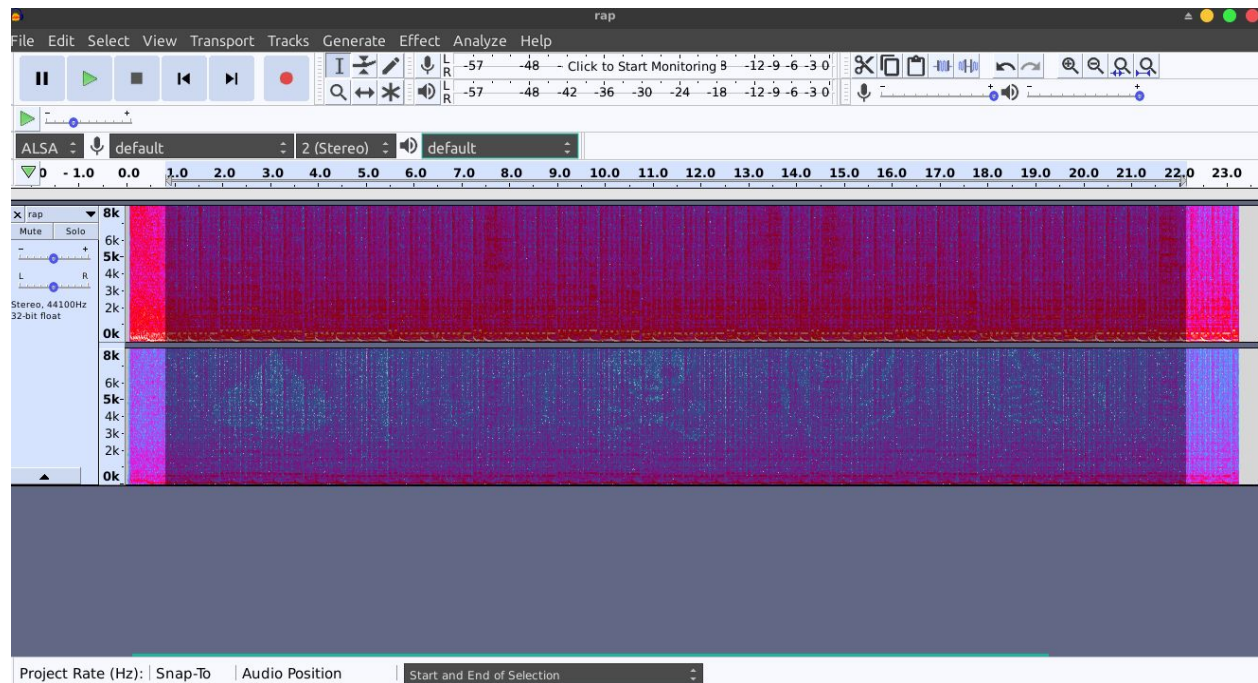 rap
File Edit Select View Transport Tracks Generate Effect Analyze Help
L R -57 -48 - Click to Start Monitoring 8 -12 -9 -6 -3 0
L R -57 -48 -42 -36 -30 -24 -18 -12 -9 -6 -3 0
- +
ALSA default 2 (Stereo) default
0 - 1.0 0.0 1.0 2.0 3.0 4.0 5.0 6.0 7.0 8.0 9.0 10.0 11.0 12.0 13.0 14.0 15.0 16.0 17.0 18.0 19.0 20.0 21.0 22.0 23.0
x rap 8k
Mute Solo
6k
- + 5k
4k
L R 3k
Stereo, 44100Hz 2k
32-bit float
0k
8k
6k
5k
4k
3k
2k
0k
Project Rate (Hz): Snap-To Audio Position Start and End of Selection